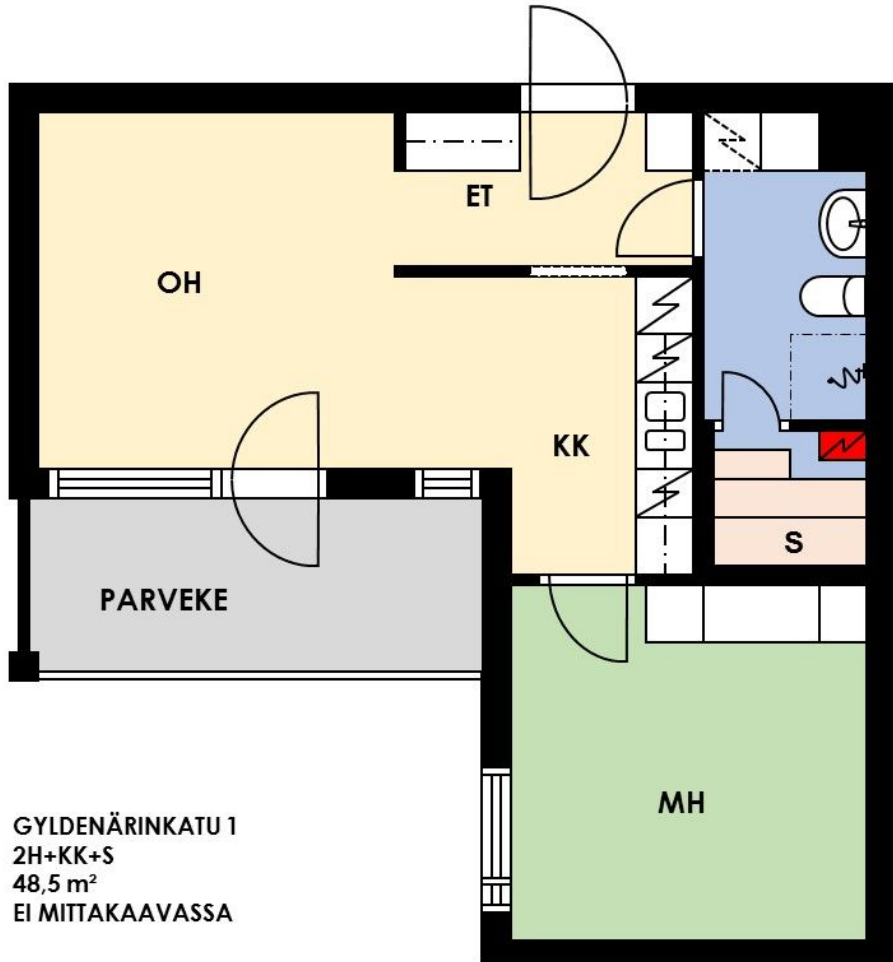 ET
OH
KK
S
PARVEKE
MH
GYLDENÄRINKATU 1
2H+KK+S
48,5 m²
EI MITTAKAAVASSA